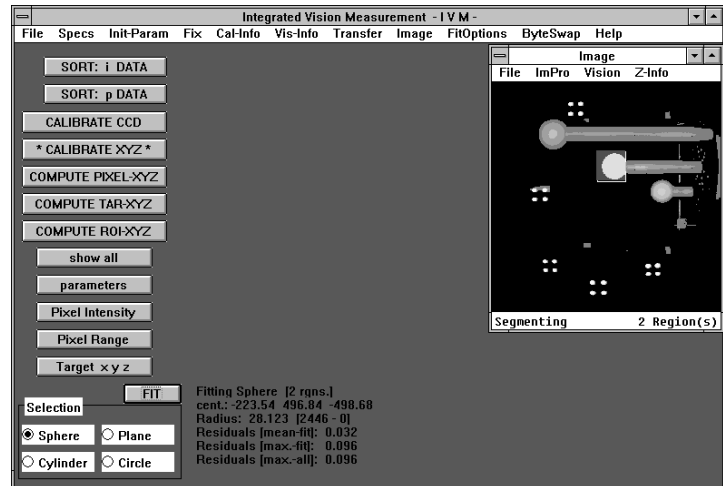 Integrated Vision Measurement - I V M -
File Specs Init-Param Fix Cal-Info Vis-Info Transfer Image FitOptions ByteSwap Help
SORT: i DATA
SORT: p DATA
CALIBRATE CCD
* CALIBRATE XYZ *
COMPUTE PIXEL-XYZ
COMPUTE TAR-XYZ
COMPUTE ROI-XYZ
show all
parameters
Pixel Intensity
Pixel Range
Target x y z
FIT
Selection
Sphere Plane
Cylinder Circle
Fitting Sphere [2 rgns.]
cent.: -223.54 496.84 -498.68
Radius: 28.123 [2446 - 0]
Residuals [mean-fit]: 0.032
Residuals [max.-fit]: 0.096
Residuals [max.-all]: 0.096
Image
File ImPro Vision Z-Info
Segmenting 2 Region(s)